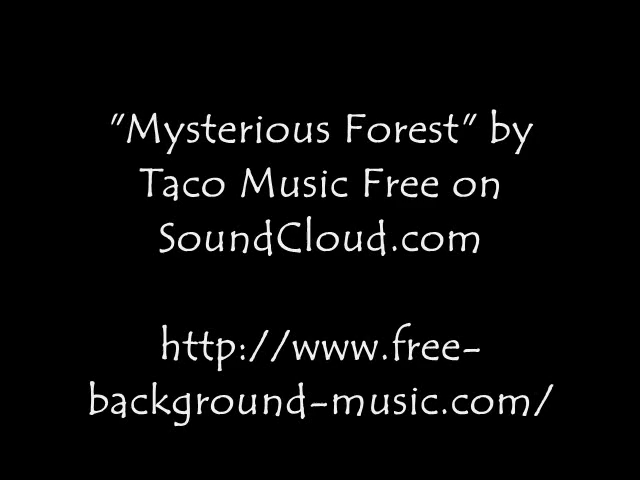 "Mysterious Forest" by
Taco Music Free on
SoundCloud.com
http://www.free-
background-music.com/